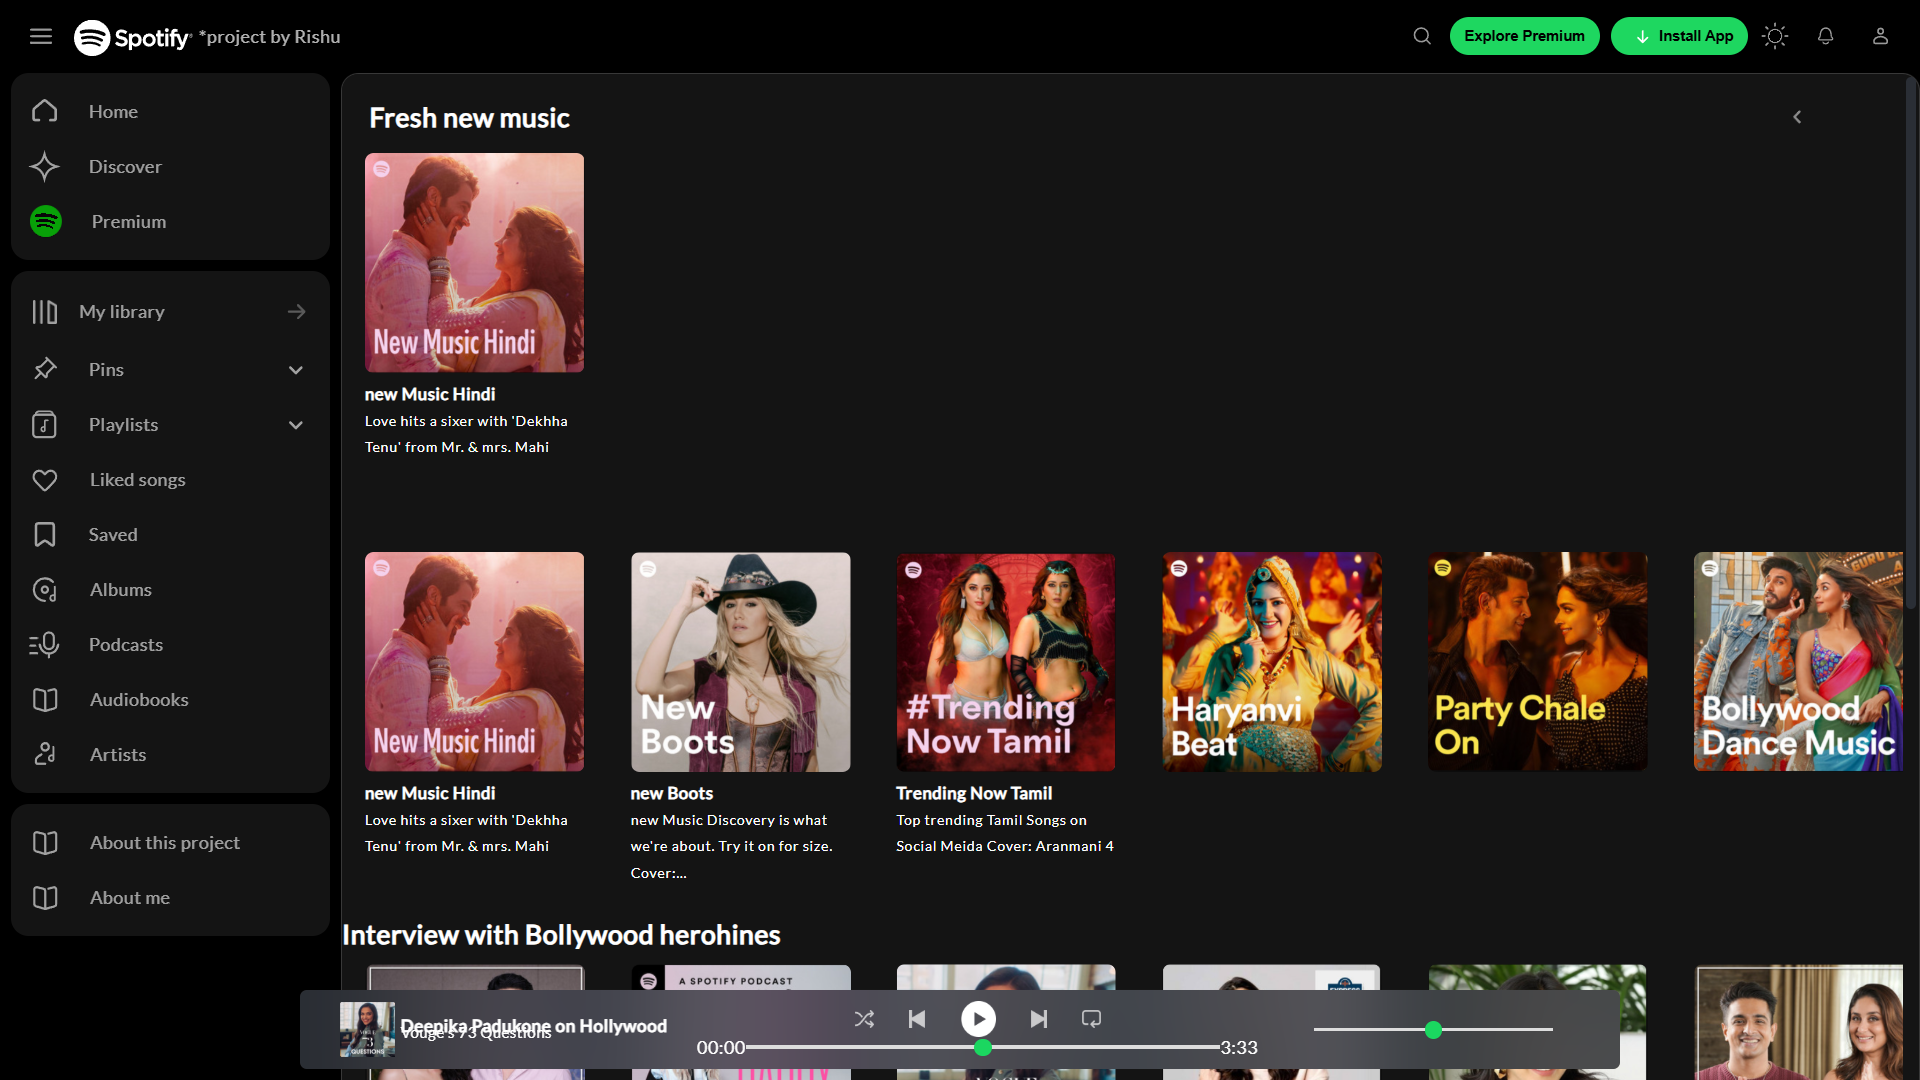 Spotify *project by Rishu
Explore Premium
Install App
Home
Discover
Premium
My library
Pins
Playlists
Liked songs
Saved
Albums
Podcasts
Audiobooks
Artists
About this project
About me
Fresh new music
New Music Hindi
new Music Hindi
Love hits a sixer with 'Dekhha
Tenu' from Mr. & mrs. Mahi
New Music Hindi
new Music Hindi
Love hits a sixer with 'Dekhha
Tenu' from Mr. & mrs. Mahi
New
Boots
new Boots
new Music Discovery is what
we're about. Try it on for size.
Cover:...
#Trending
Now Tamil
Trending Now Tamil
Top trending Tamil Songs on
Social Meida Cover: Aranmani 4
Haryanvi
Beat
Party Chale
On
GURU
Bollywood
Dance Music
Interview with Bollywood herohines
A SPOTIFY PODCAST
EXPRESS
VOGUE
73
QUESTIONS
Deepika Padukone on Hollywood
Vouge's 73 Questions
00:00
3:33